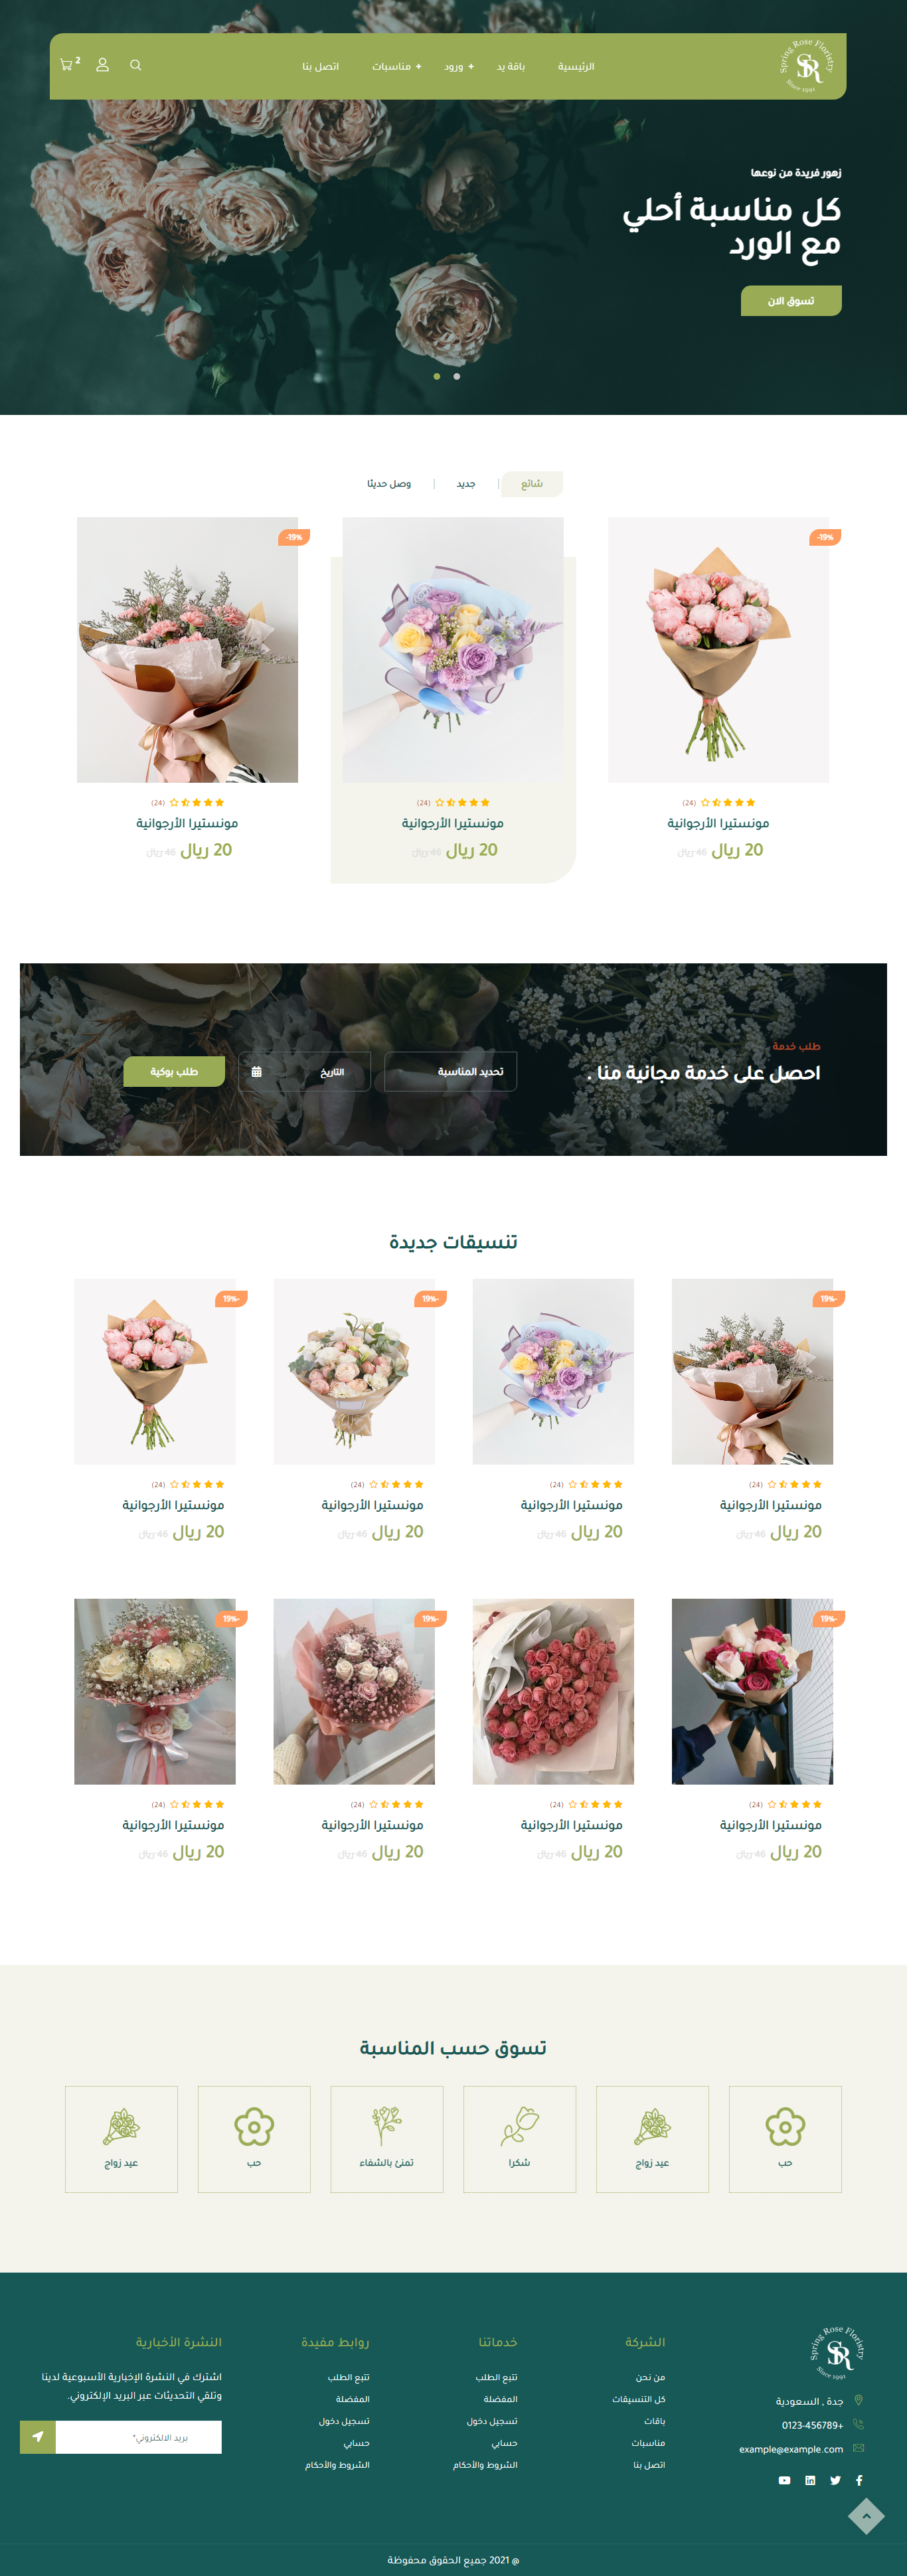 Spring Rose Floristry
SR
Since 1991
الرئيسية
باقة يد
ورود +
مناسبات +
اتصل بنا
2
زهور فريدة من نوعها
كل مناسبة أحلي
مع الورد
تسوق الان
شائع
جديد
وصل حديثا
-19%
-19%
(24)
(24)
(24)
مونستيرا الأرجوانية
مونستيرا الأرجوانية
مونستيرا الأرجوانية
20 ريال 46 ريال
20 ريال 46 ريال
20 ريال 46 ريال
طلب خدمة
احصل على خدمة مجانية منا .
تحديد المناسبة
التاريخ
طلب بوكية
تنسيقات جديدة
-19%
-19%
-19%
(24)
(24)
(24)
(24)
مونستيرا الأرجوانية
مونستيرا الأرجوانية
مونستيرا الأرجوانية
مونستيرا الأرجوانية
20 ريال 46 ريال
20 ريال 46 ريال
20 ريال 46 ريال
20 ريال 46 ريال
-19%
-19%
-19%
(24)
(24)
(24)
(24)
مونستيرا الأرجوانية
مونستيرا الأرجوانية
مونستيرا الأرجوانية
مونستيرا الأرجوانية
20 ريال 46 ريال
20 ريال 46 ريال
20 ريال 46 ريال
20 ريال 46 ريال
تسوق حسب المناسبة
حب
عيد زواج
شكرا
تمنئ بالشفاء
حب
عيد زواج
Spring Rose Floristry
SR
Since 1991
جدة , السعودية
0123-456789+
example@example.com
الشركة
من نحن
كل التنسيقات
باقات
مناسبات
اتصل بنا
خدماتنا
تتبع الطلب
المفضلة
تسجيل دخول
حسابي
الشروط والأحكام
روابط مفيدة
تتبع الطلب
المفضلة
تسجيل دخول
حسابي
الشروط والأحكام
النشرة الأخبارية
اشترك في النشرة الإخبارية الأسبوعية لدينا
وتلقي التحديثات عبر البريد الإلكتروني.
بريد الالكتروني*
@ 2021 جميع الحقوق محفوظة